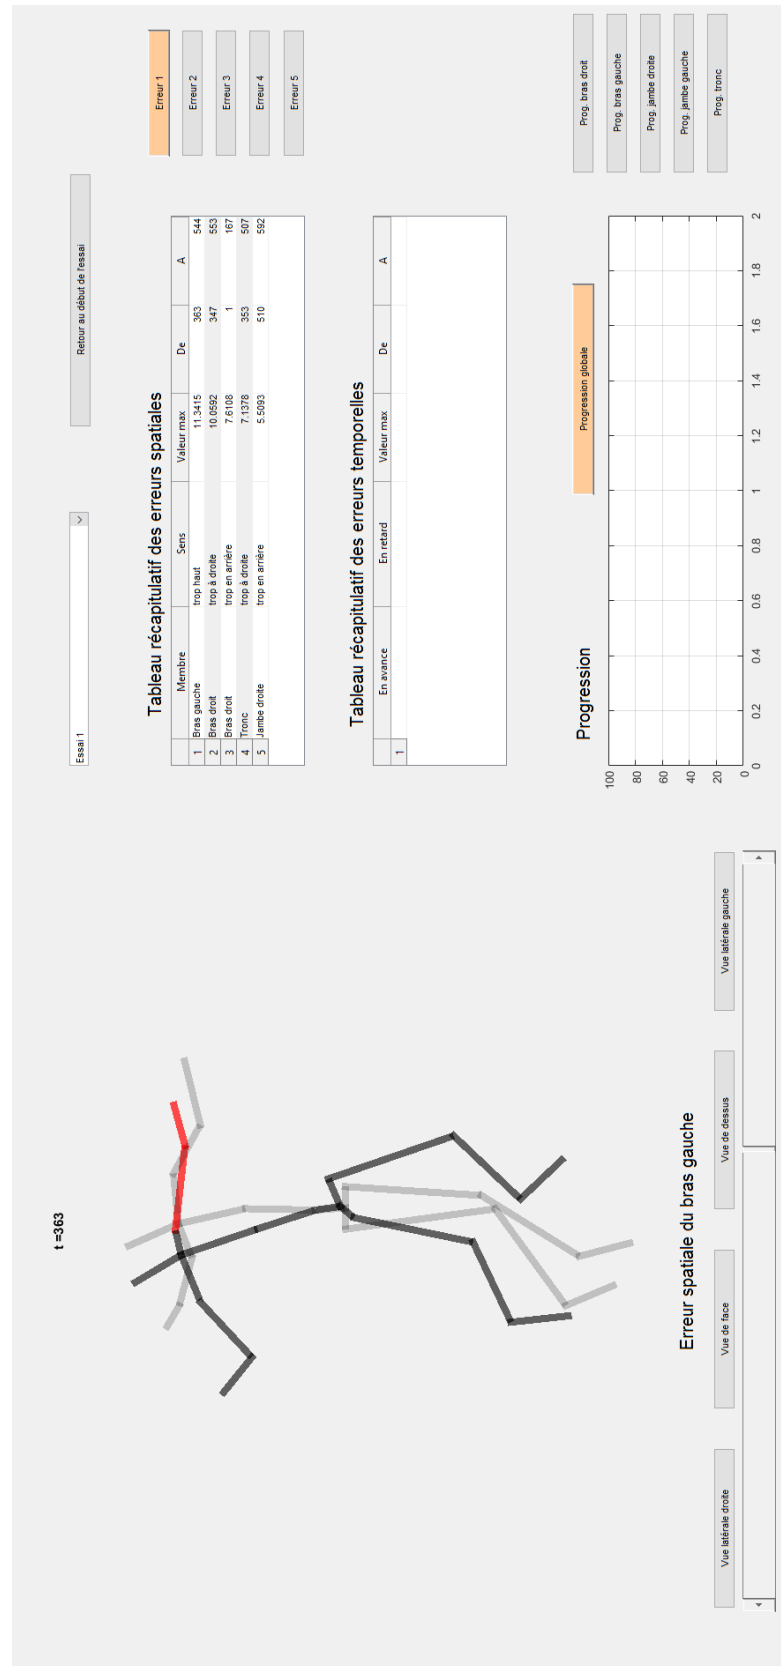 t =363
Erreur spatiale du bras gauche
Vue latérale droite
Vue de face
Vue de dessus
Vue latérale gauche
Essai 1
Retour au début de l'essai
Tableau récapitulatif des erreurs spatiales
Membre Sens Valeur max De A
1 Bras gauche trop haut 11.3415 363 544
2 Bras droit trop à droite 10.0592 347 553
3 Bras droit trop en arrière 7.6108 1 167
4 Tronc trop à droite 7.1378 353 507
5 Jambe droite trop en arrière 5.5093 510 592
Erreur 1
Erreur 2
Erreur 3
Erreur 4
Erreur 5
Tableau récapitulatif des erreurs temporelles
En avance En retard Valeur max De A
1
Progression
Progression globale
100
80
60
40
20
0
0 0.2 0.4 0.6 0.8 1 1.2 1.4 1.6 1.8 2
Prog. bras droit
Prog. bras gauche
Prog. jambe droite
Prog. jambe gauche
Prog. tronc